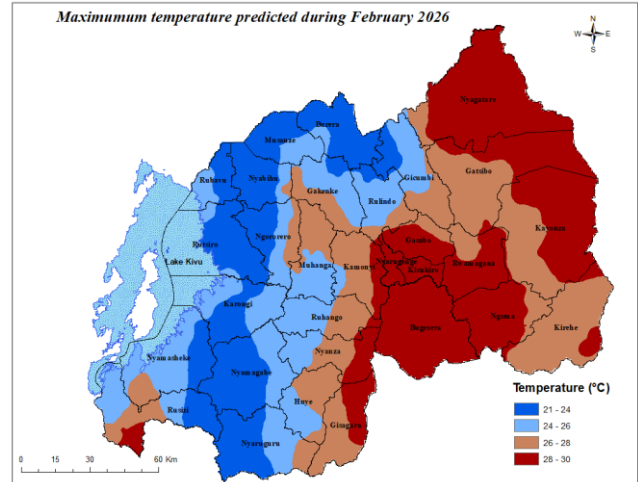 Maximumum temperature predicted during February 2026
N
W E
S
Nyagatare
Burera
Musanze
Rubavu
Nyabihu
Gakenke
Rulindo
Gicumbi
Gatsibo
Kayonza
Rutsiro
Ngororero
Lake Kivu
Muhanga
Kamonyi
Gasabo
Nyarugenge
Kicukiro
Rwamagana
Karongi
Ruhango
Bugesera
Ngoma
Kirehe
Nyamasheke
Nyanza
Nyamagabe
Huye
Rusizi
Gisagara
Nyaruguru
Temperature (°C)
21 - 24
24 - 26
26 - 28
28 - 30
0 15 30 60 Km